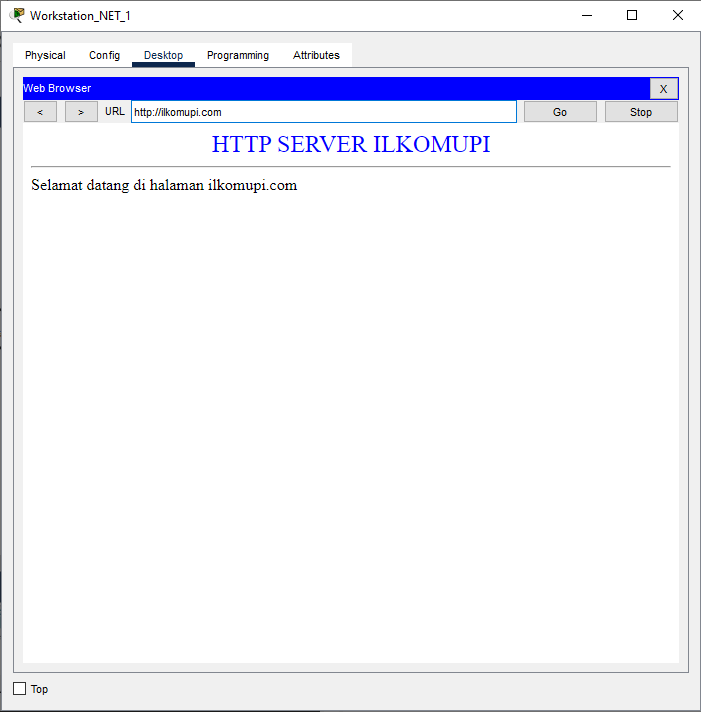 Workstation_NET_1
Physical Config Desktop Programming Attributes
Web Browser X
< > URL http://ilkomupi.com Go Stop
HTTP SERVER ILKOMUPI
Selamat datang di halaman ilkomupi.com
Top